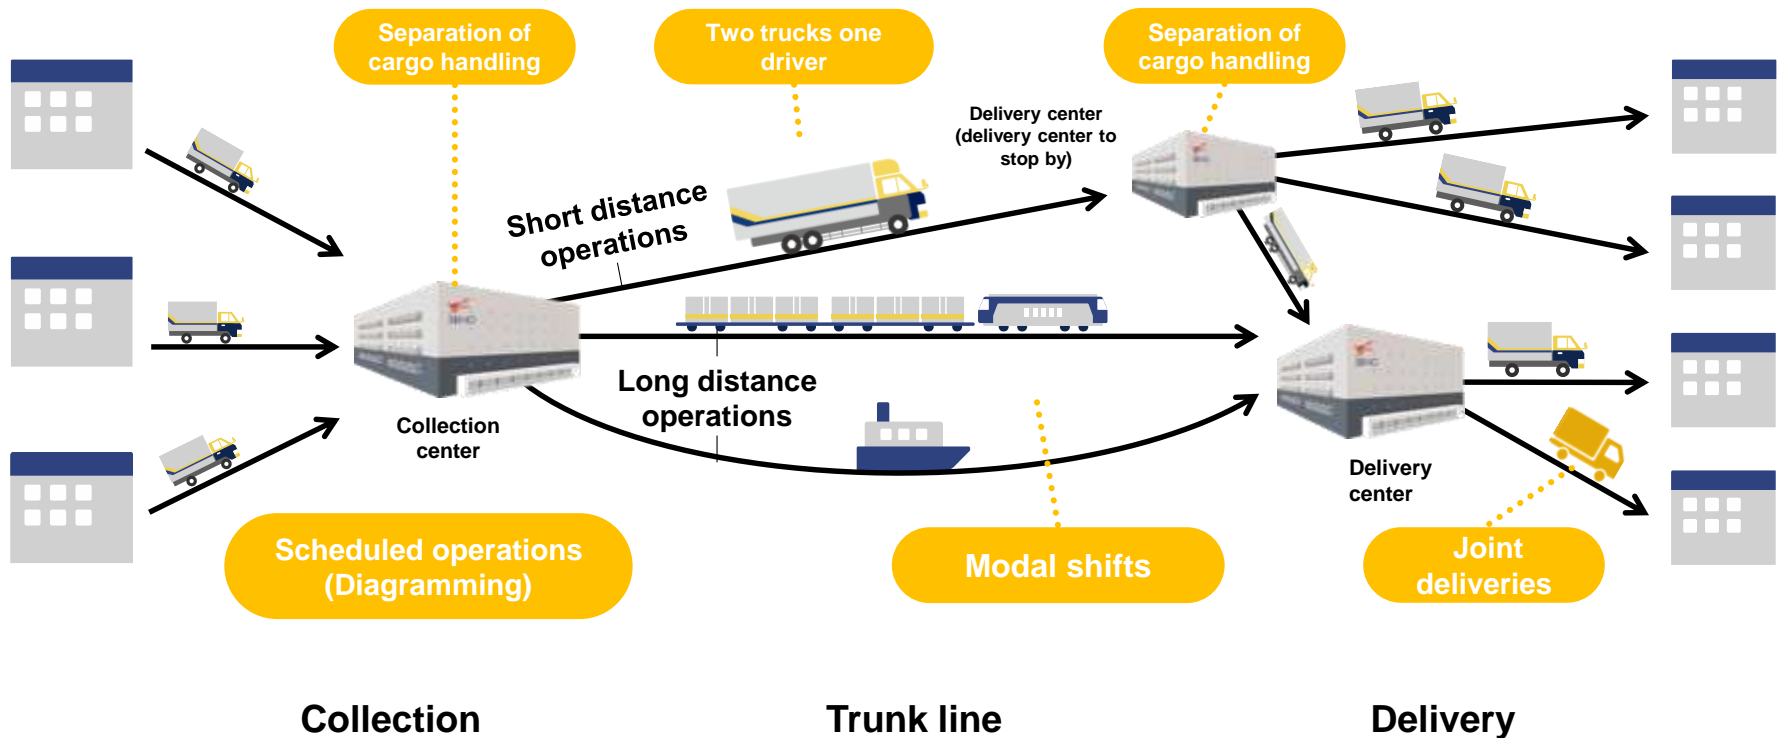 Separation of
cargo handling
Two trucks one
driver
Separation of
cargo handling
Delivery center
(delivery center to
stop by)
Short distance
operations
Long distance
operations
Collection
center
Delivery
center
Scheduled operations
(Diagramming)
Modal shifts
Joint
deliveries
Collection
Trunk line
Delivery